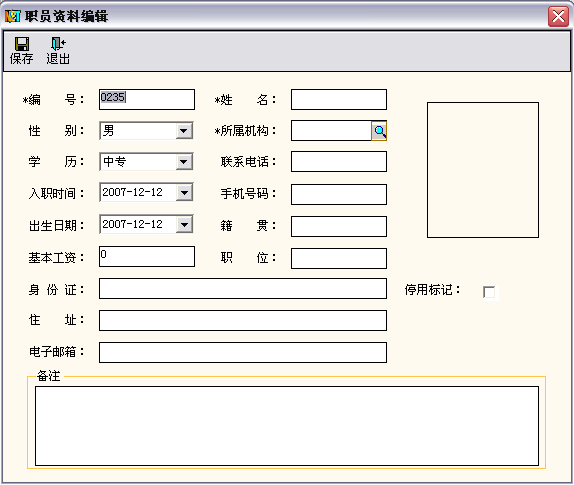 职员资料编辑
保存 退出
*编 号： 0235 *姓 名：
性 别： 男 *所属机构：
学 历： 中专 联系电话：
入职时间： 2007-12-12 手机号码：
出生日期： 2007-12-12 籍 贯：
基本工资： 0 职 位：
身 份 证： 停用标记：
住 址：
电子邮箱：
备注